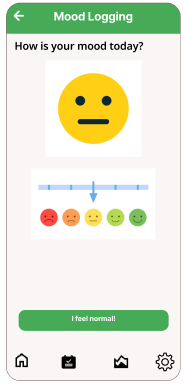 Mood Logging
How is your mood today?
I feel normal!